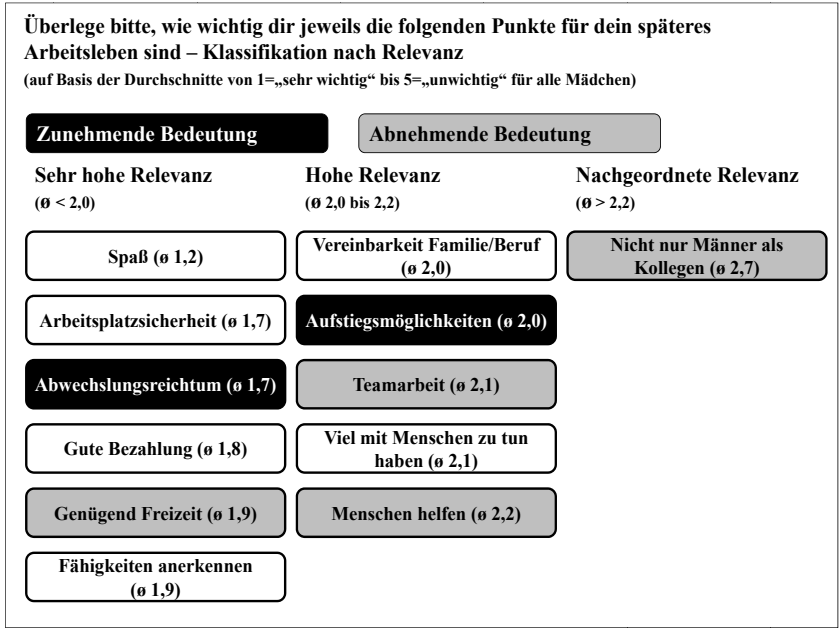 Überlege bitte, wie wichtig dir jeweils die folgenden Punkte für dein späteres
Arbeitsleben sind – Klassifikation nach Relevanz
(auf Basis der Durchschnitte von 1=„sehr wichtig“ bis 5=„unwichtig“ für alle Mädchen)
Zunehmende Bedeutung
Abnehmende Bedeutung
Sehr hohe Relevanz
(ø < 2,0)
Spaß (ø 1,2)
Arbeitsplatzsicherheit (ø 1,7)
Abwechslungsreichtum (ø 1,7)
Gute Bezahlung (ø 1,8)
Genügend Freizeit (ø 1,9)
Fähigkeiten anerkennen
(ø 1,9)
Hohe Relevanz
(ø 2,0 bis 2,2)
Vereinbarkeit Familie/Beruf
(ø 2,0)
Aufstiegsmöglichkeiten (ø 2,0)
Teamarbeit (ø 2,1)
Viel mit Menschen zu tun
haben (ø 2,1)
Menschen helfen (ø 2,2)
Nachgeordnete Relevanz
(ø > 2,2)
Nicht nur Männer als
Kollegen (ø 2,7)